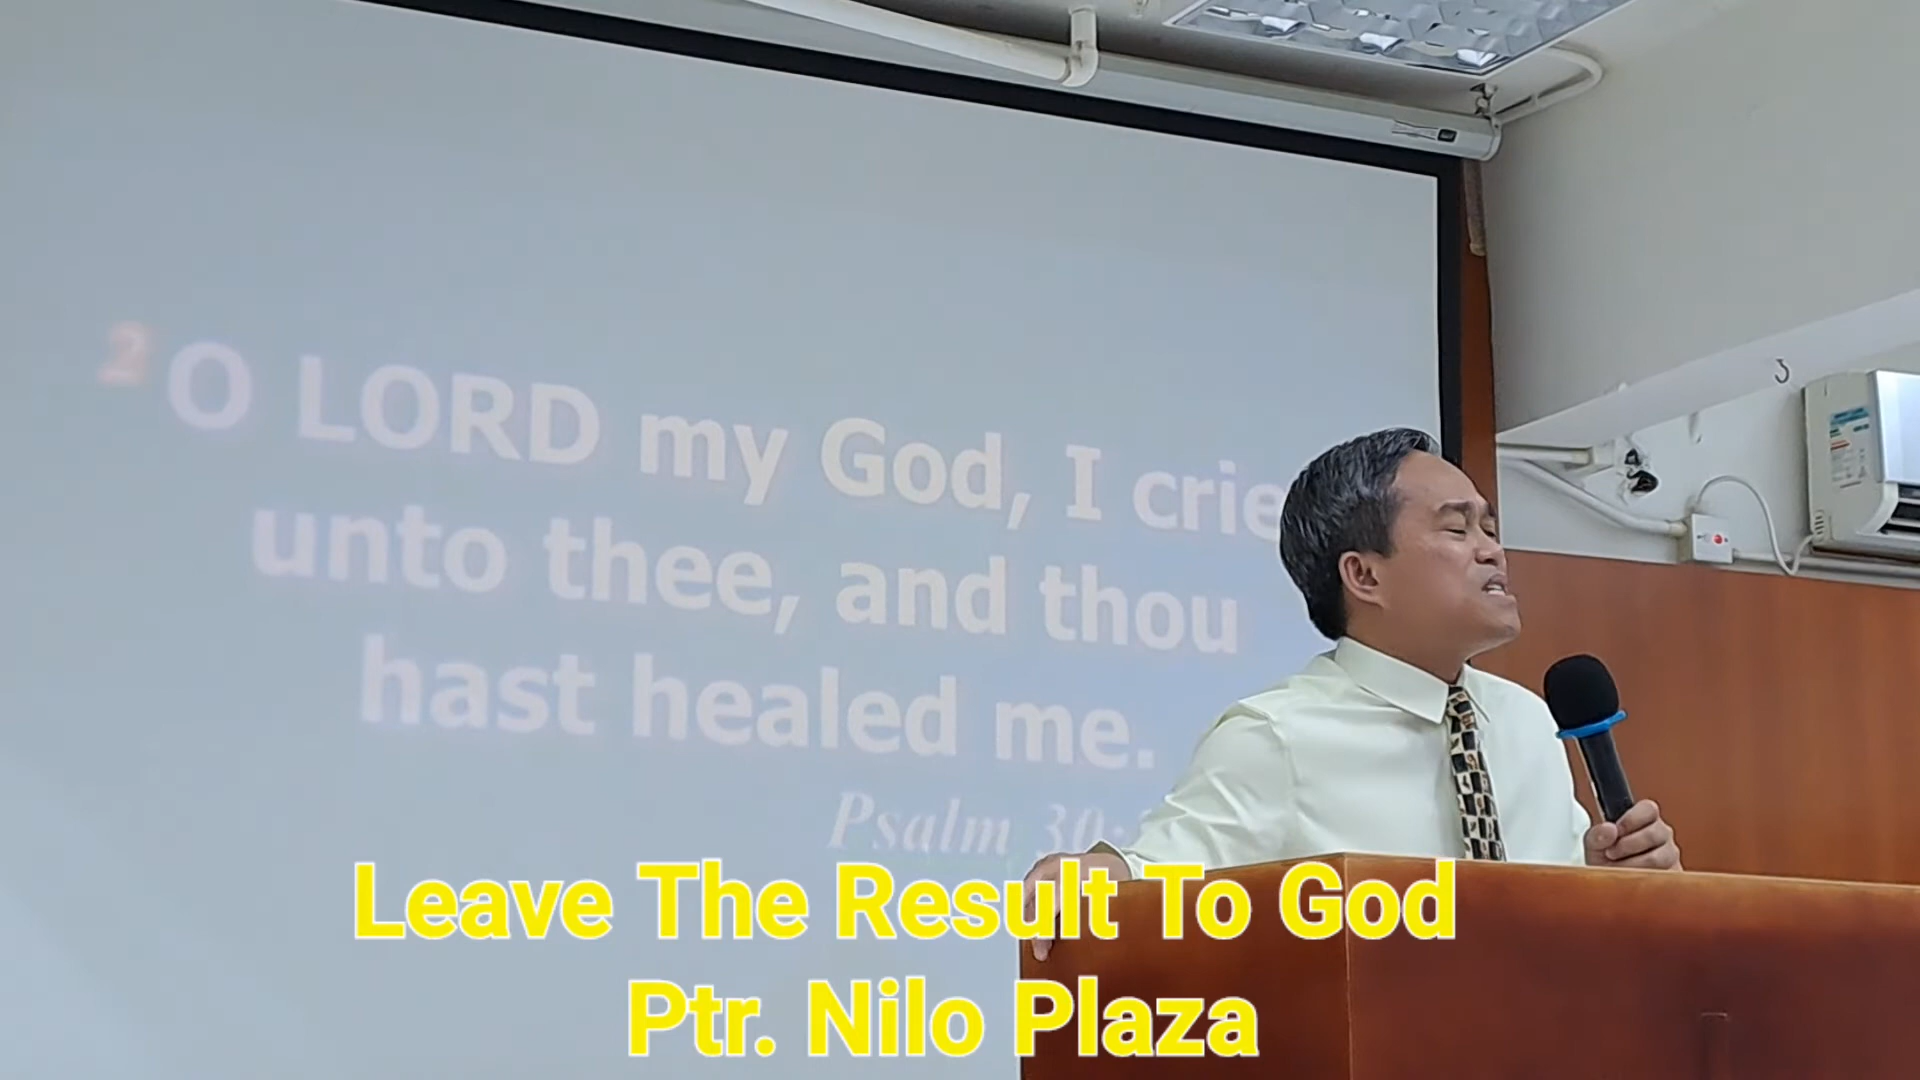 2 O LORD my God, I crie
unto thee, and thou
hast healed me.
Psalm 30:
Leave The Result To God
Ptr. Nilo Plaza